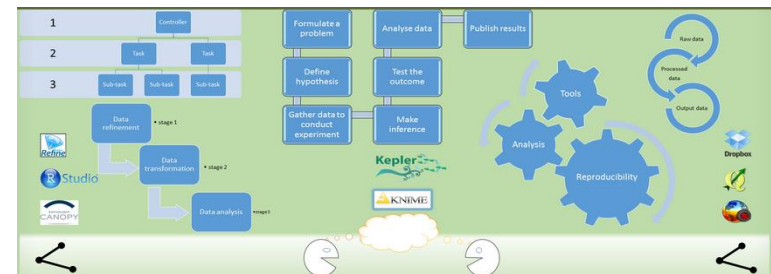 1
Controller
2
Task
Task
3
Sub-task
Sub-task
Sub-task
Data
refinement
• stage 1
Data
transformation
• stage 2
Data analysis
•stage3
Refine
R Studio
CANOPY
Formulate a
problem
Define
hypothesis
Gather data to
conduct
experiment
Make
inference
Test the
outcome
Analyse data
Publish results
Kepler
KNIME
Tools
Analysis
Reproducibility
Raw data
Processed
data
Output data
Dropbox